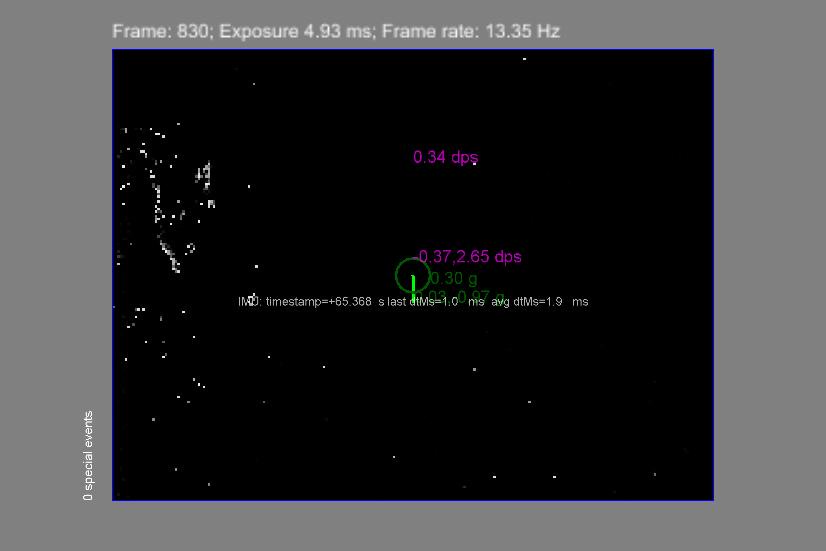 Frame: 830; Exposure 4.93 ms; Frame rate: 13.35 Hz
0.34 dps
-0.37,2.65 dps
0.30 g
IMU: timestamp=+65.368 s last dtMs=1.0 ms avg dtMs=1.9 ms
0 special events